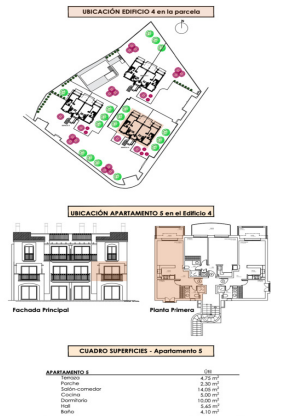 UBICACIÓN EDIFICIO 4 en la parcela
UBICACIÓN APARTAMENTO 5 en el Edificio 4
Fachada Principal
Planta Primera
CUADRO SUPERFICIES - Apartamento 5
APARTAMENTO 5 Útil
Terraza 4,75 m²
Porche 2,30 m²
Salón-comedor 14,05 m²
Cocina 5,00 m²
Dormitorio 10,00 m²
Hall 5,45 m²
Baño 4,10 m²